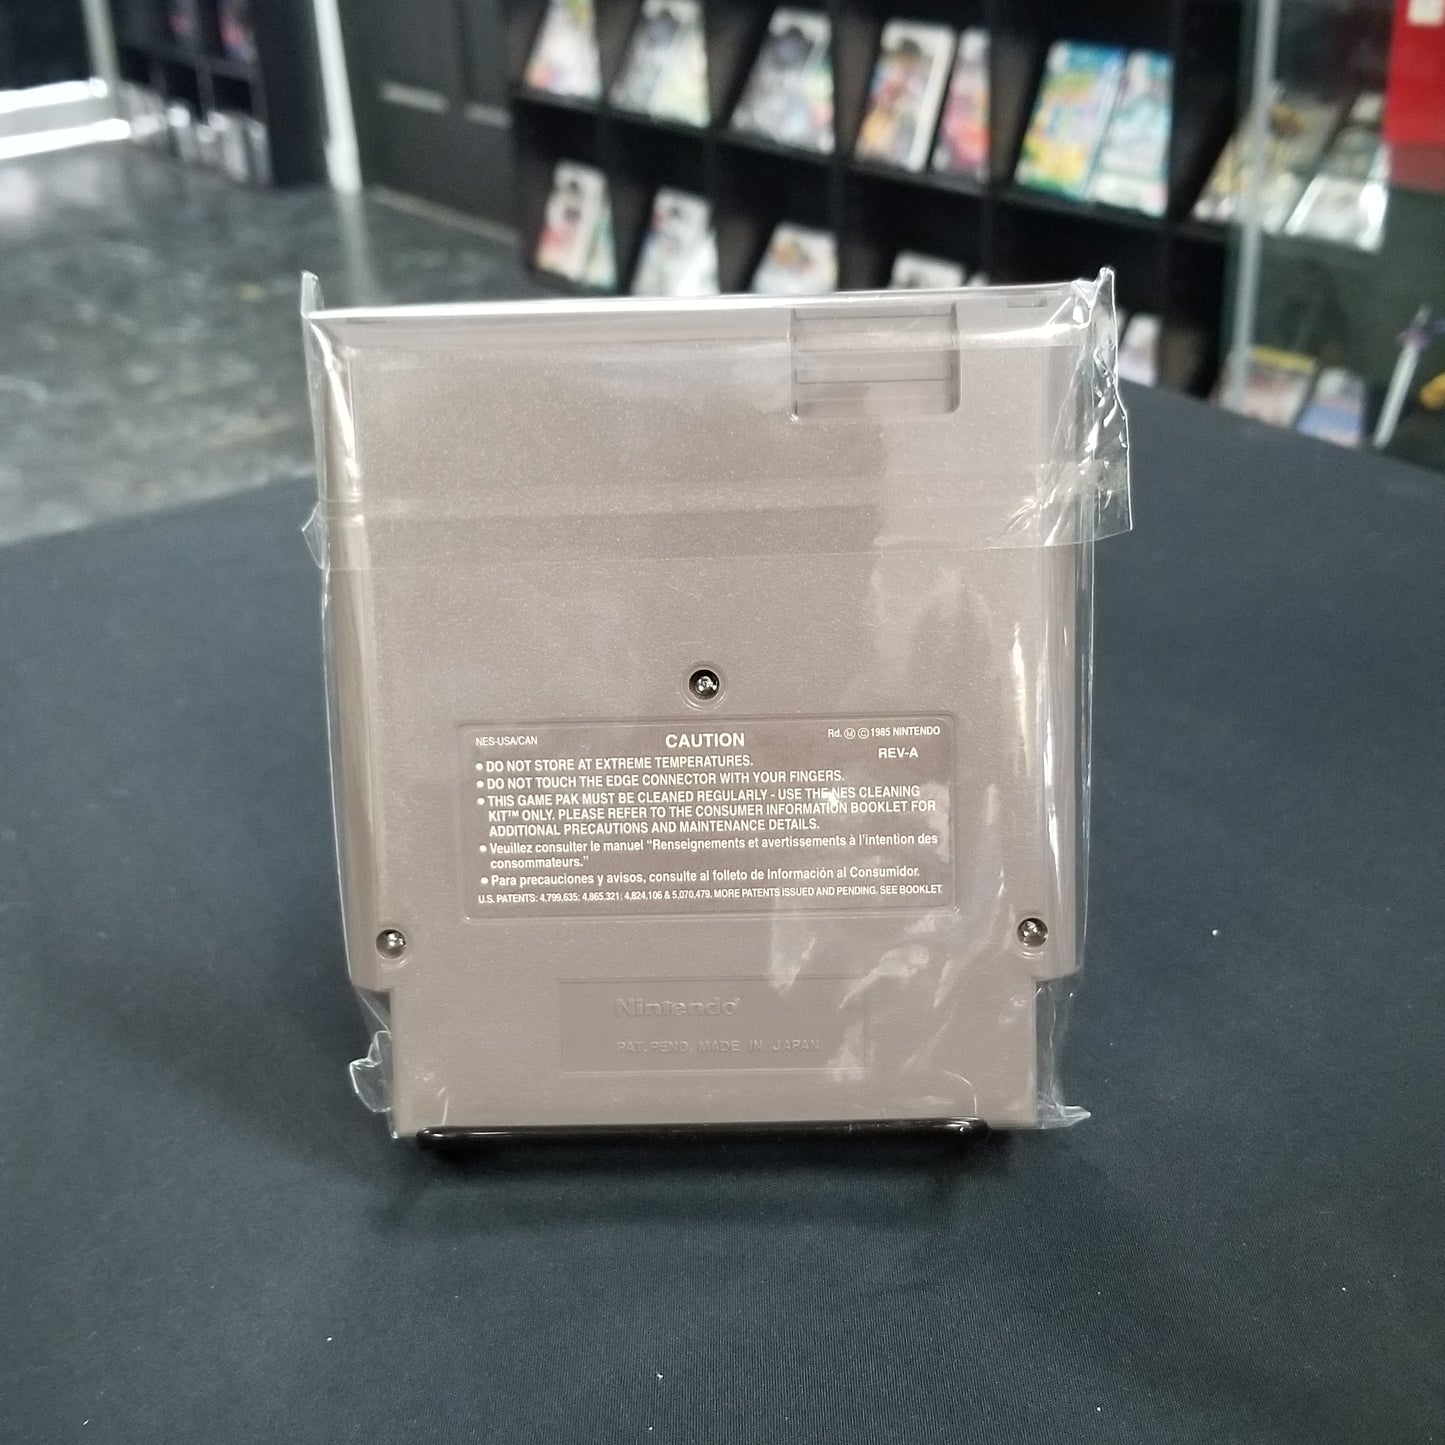 NES-USA/CAN
CAUTION
Rd. Ⓜ ©1985 NINTENDO
REV-A
• DO NOT STORE AT EXTREME TEMPERATURES.
• DO NOT TOUCH THE EDGE CONNECTOR WITH YOUR FINGERS.
• THIS GAME PAK MUST BE CLEANED REGULARLY - USE THE NES CLEANING
KIT™ ONLY. PLEASE REFER TO THE CONSUMER INFORMATION BOOKLET FOR
ADDITIONAL PRECAUTIONS AND MAINTENANCE DETAILS.
• Veuillez consulter le manuel "Renseignements et avertissements à l'intention des
consommateurs."
• Para precauciones y avisos, consulte al folleto de Información al Consumidor.
U.S. PATENTS: 4,799,635; 4,865,321; 4,824,106 & 5,070,479. MORE PATENTS ISSUED AND PENDING. SEE BOOKLET.
Nintendo®
PAT. PEND. MADE IN JAPAN